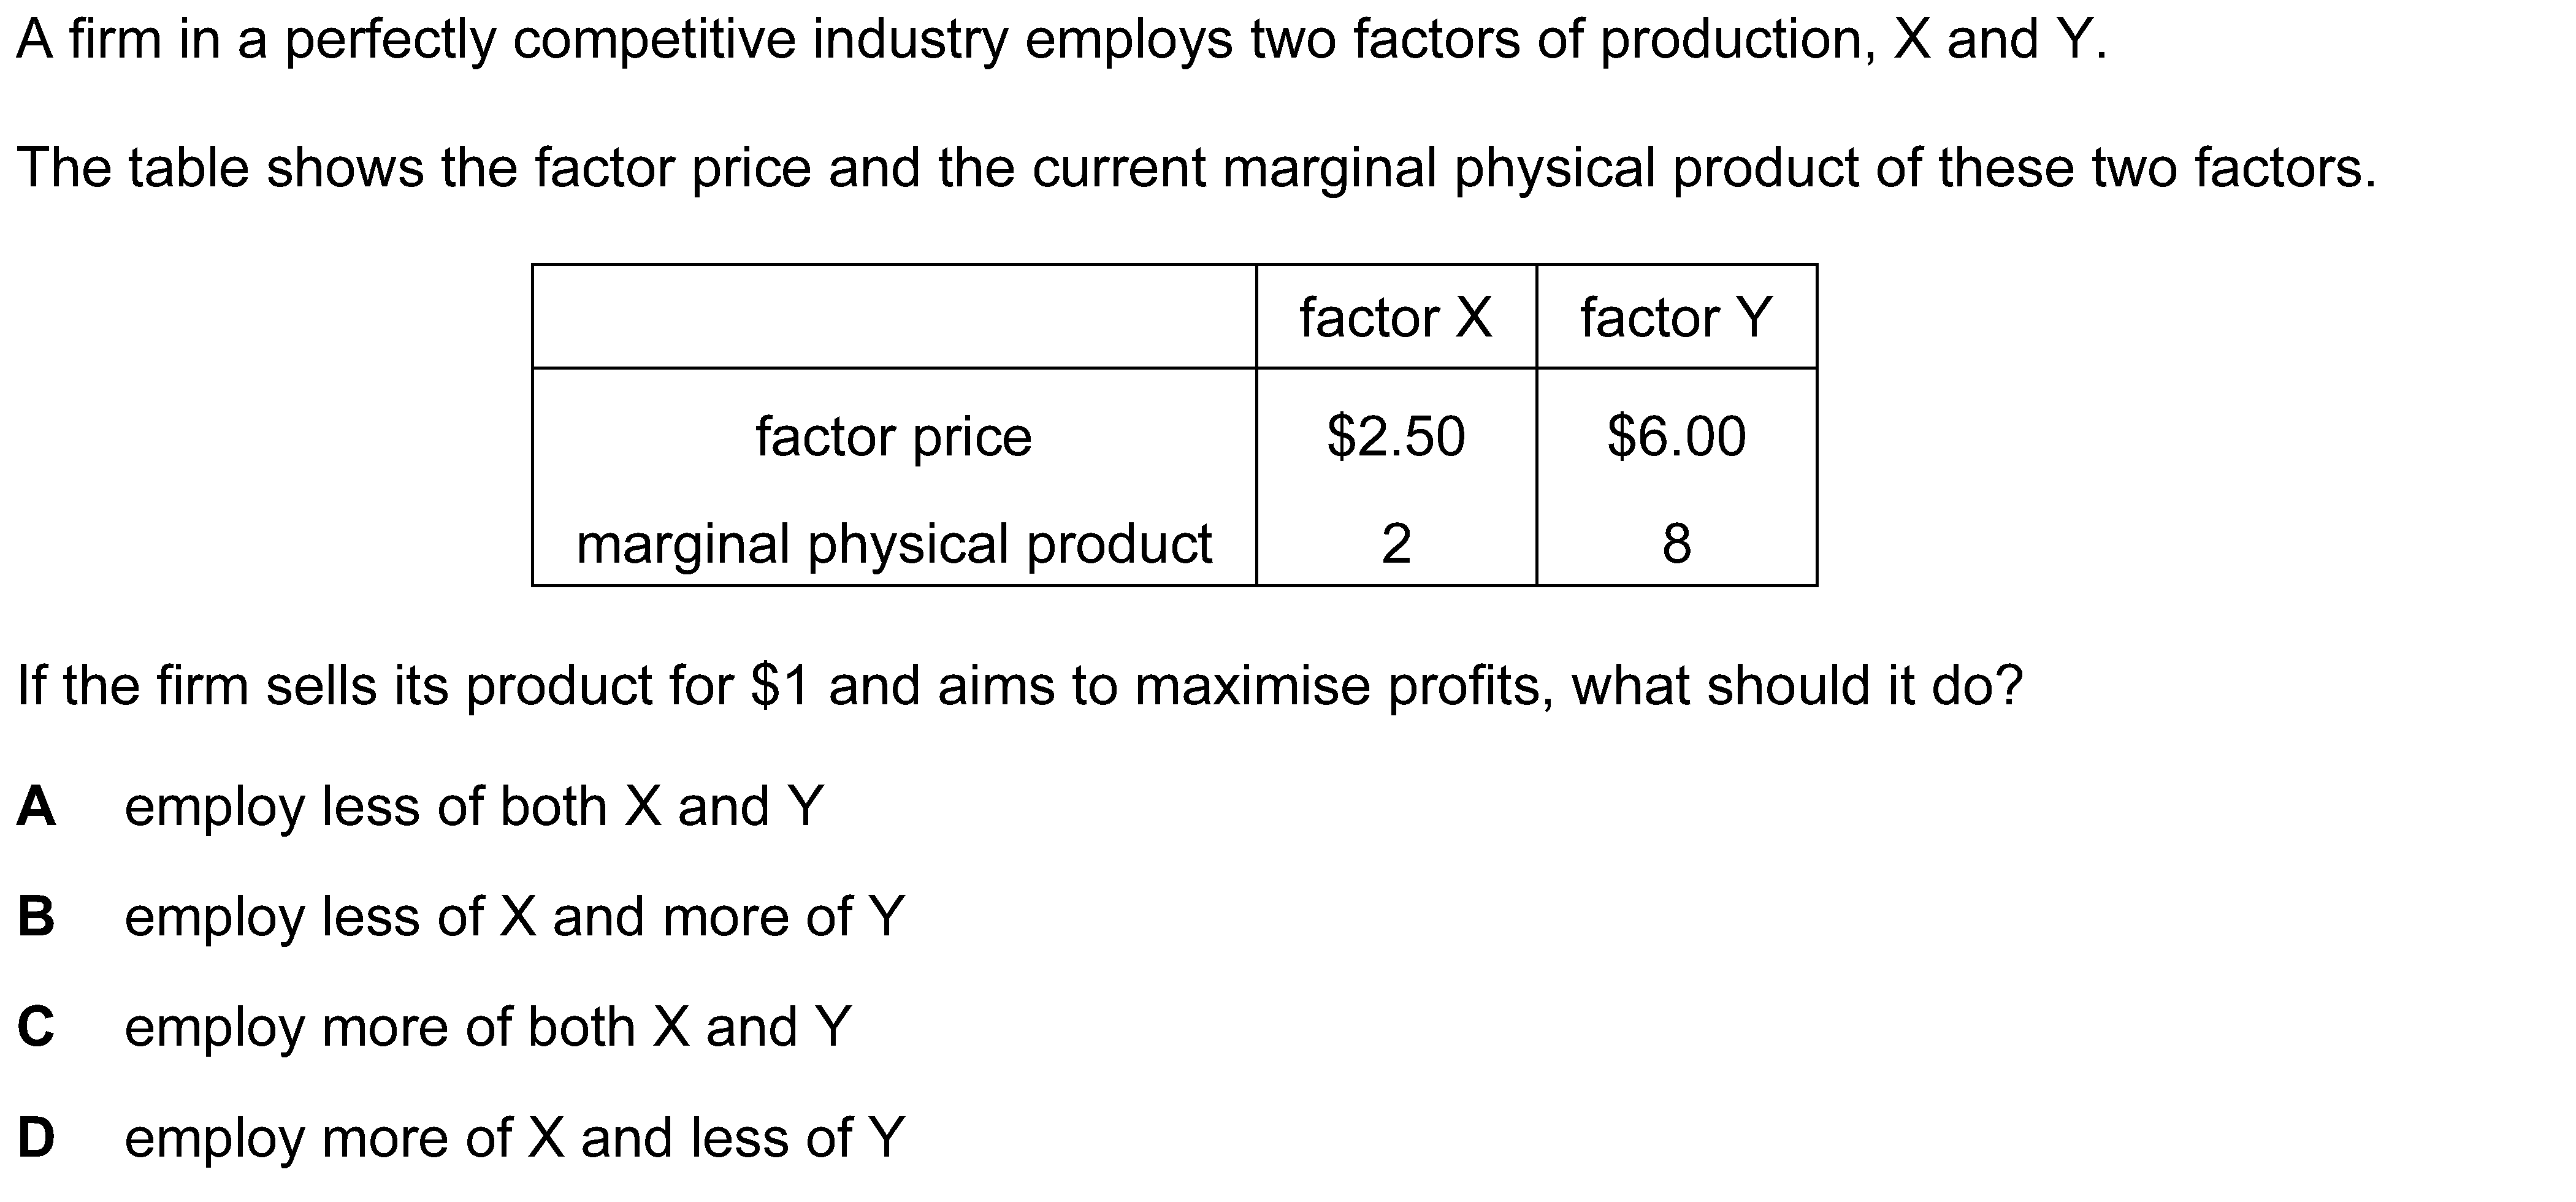 A firm in a perfectly competitive industry employs two factors of production, X and Y.
The table shows the factor price and the current marginal physical product of these two factors.
factor X factor Y
factor price $2.50 $6.00
marginal physical product 2 8
If the firm sells its product for $1 and aims to maximise profits, what should it do?
A employ less of both X and Y
B employ less of X and more of Y
C employ more of both X and Y
D employ more of X and less of Y